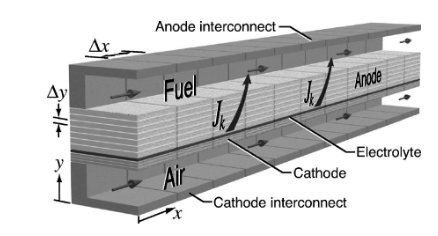 Anode interconnect
Δx
Fuel
Anode
Δy
J_k
J_k
Electrolyte
y
Air
Cathode
Cathode interconnect
x